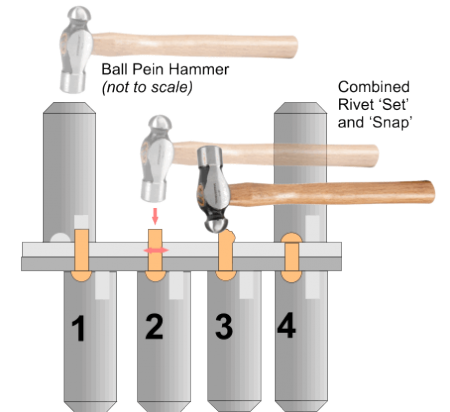 Ball Pein Hammer
(not to scale)
Combined
Rivet ‘Set’
and ‘Snap’
1 2 3 4